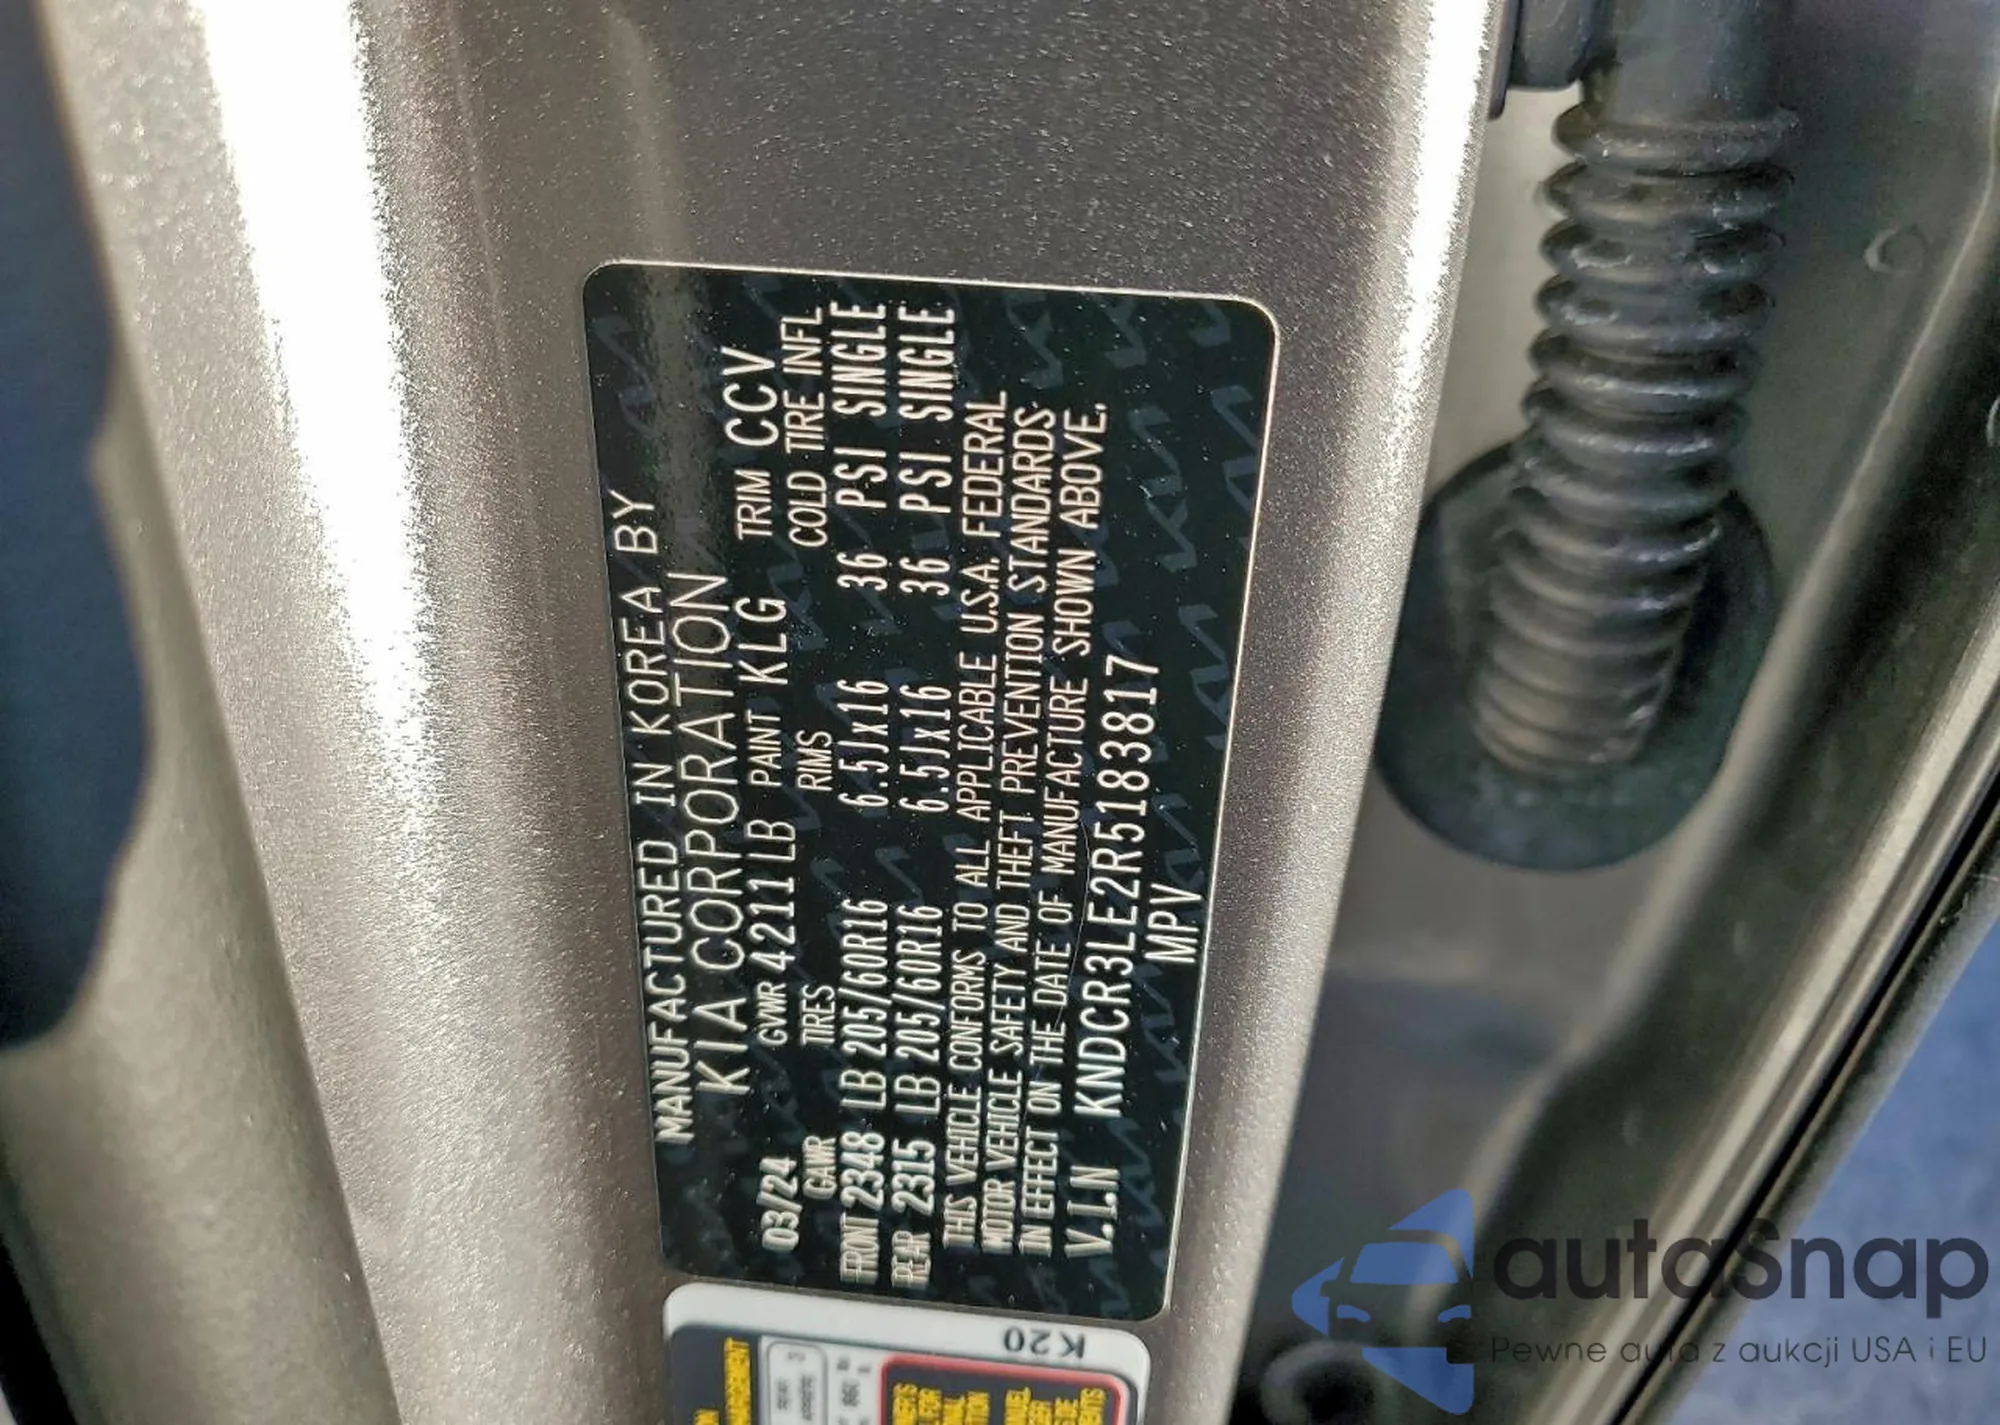 MANUFACTURED IN KOREA BY
KIA CORPORATION
03/24 GVWR 4211LB PAINT KLG TRIM CCV
GAWR TIRES RIMS COLD TIRE INFL
FRONT 2348 LB 205/60R16 6.5Jx16 36 PSI SINGLE
REAR 2315 LB 205/60R16 6.5Jx16 36 PSI SINGLE
THIS VEHICLE CONFORMS TO ALL APPLICABLE U.S.A. FEDERAL
MOTOR VEHICLE SAFETY AND THEFT PREVENTION STANDARDS
IN EFFECT ON THE DATE OF MANUFACTURE SHOWN ABOVE.
V.I.N KNDCR3LE2R5183817
MPV
K20
REAR
autasnap
Pewne auta z aukcji USA i EU